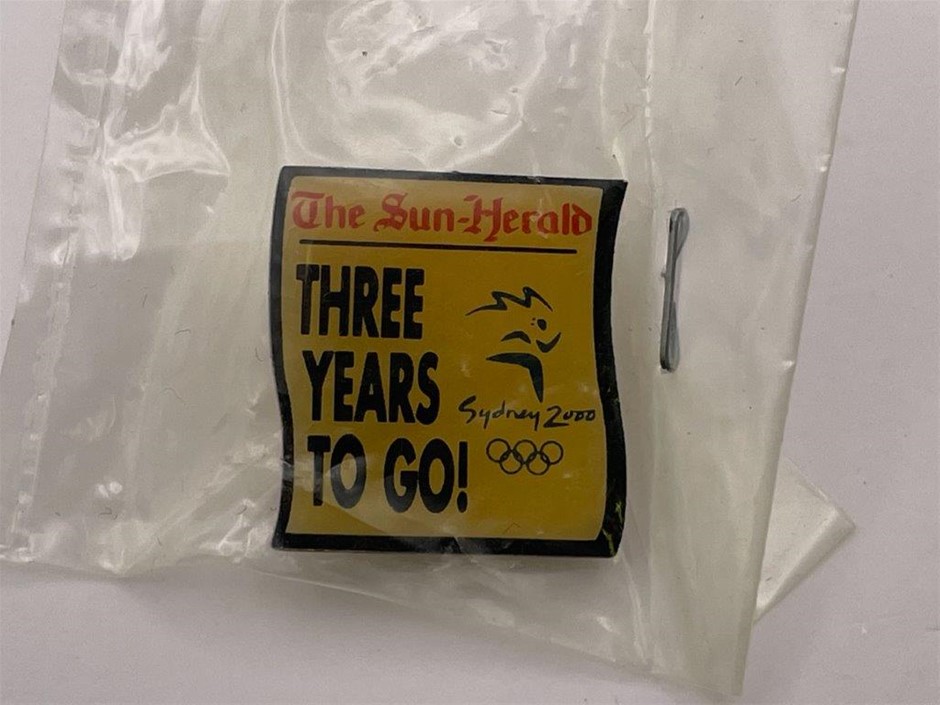 The Sun-Herald
THREE
YEARS
TO GO!
Sydney 2000